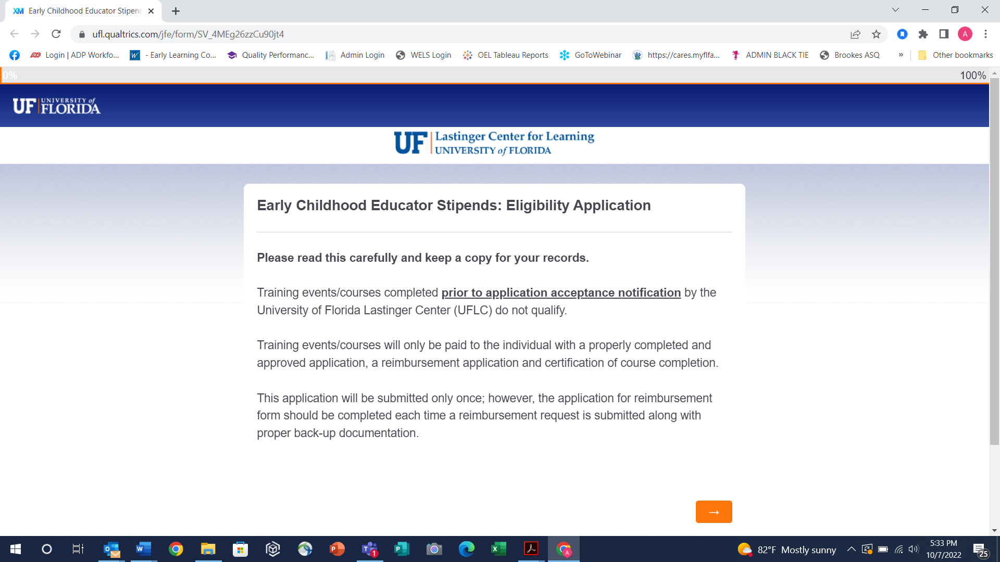 XM Early Childhood Educator Stipend
ufl.qualtrics.com/jfe/form/SV_4MEg26zzCu90jt4
A
ADP Login | ADP Workfo...
W - Early Learning Co...
Quality Performanc...
Admin Login
WELS Login
OEL Tableau Reports
GoToWebinar
https://cares.myflfa...
ADMIN BLACK TIE
Brookes ASQ
»
Other bookmarks
0%
100%
UF UNIVERSITY of
FLORIDA
UF Lastinger Center for Learning
UNIVERSITY of FLORIDA
Early Childhood Educator Stipends: Eligibility Application
Please read this carefully and keep a copy for your records.
Training events/courses completed prior to application acceptance notification by the
University of Florida Lastinger Center (UFLC) do not qualify.
Training events/courses will only be paid to the individual with a properly completed and
approved application, a reimbursement application and certification of course completion.
This application will be submitted only once; however, the application for reimbursement
form should be completed each time a reimbursement request is submitted along with
proper back-up documentation.
→
82°F Mostly sunny
5:33 PM
10/7/2022
25